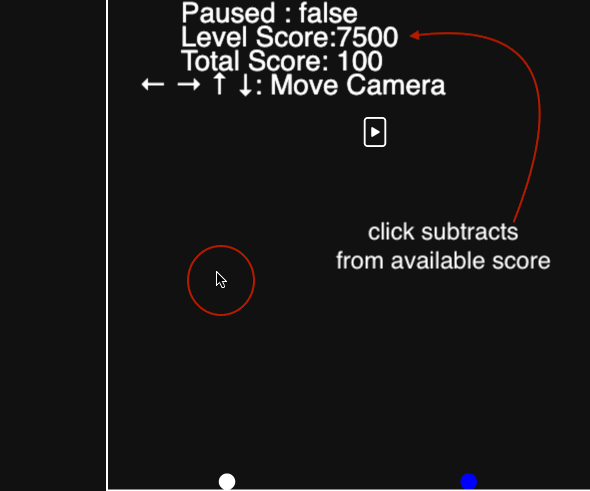 Paused : false
Level Score:7500
Total Score: 100
← → ↑ ↓: Move Camera
click subtracts
from available score